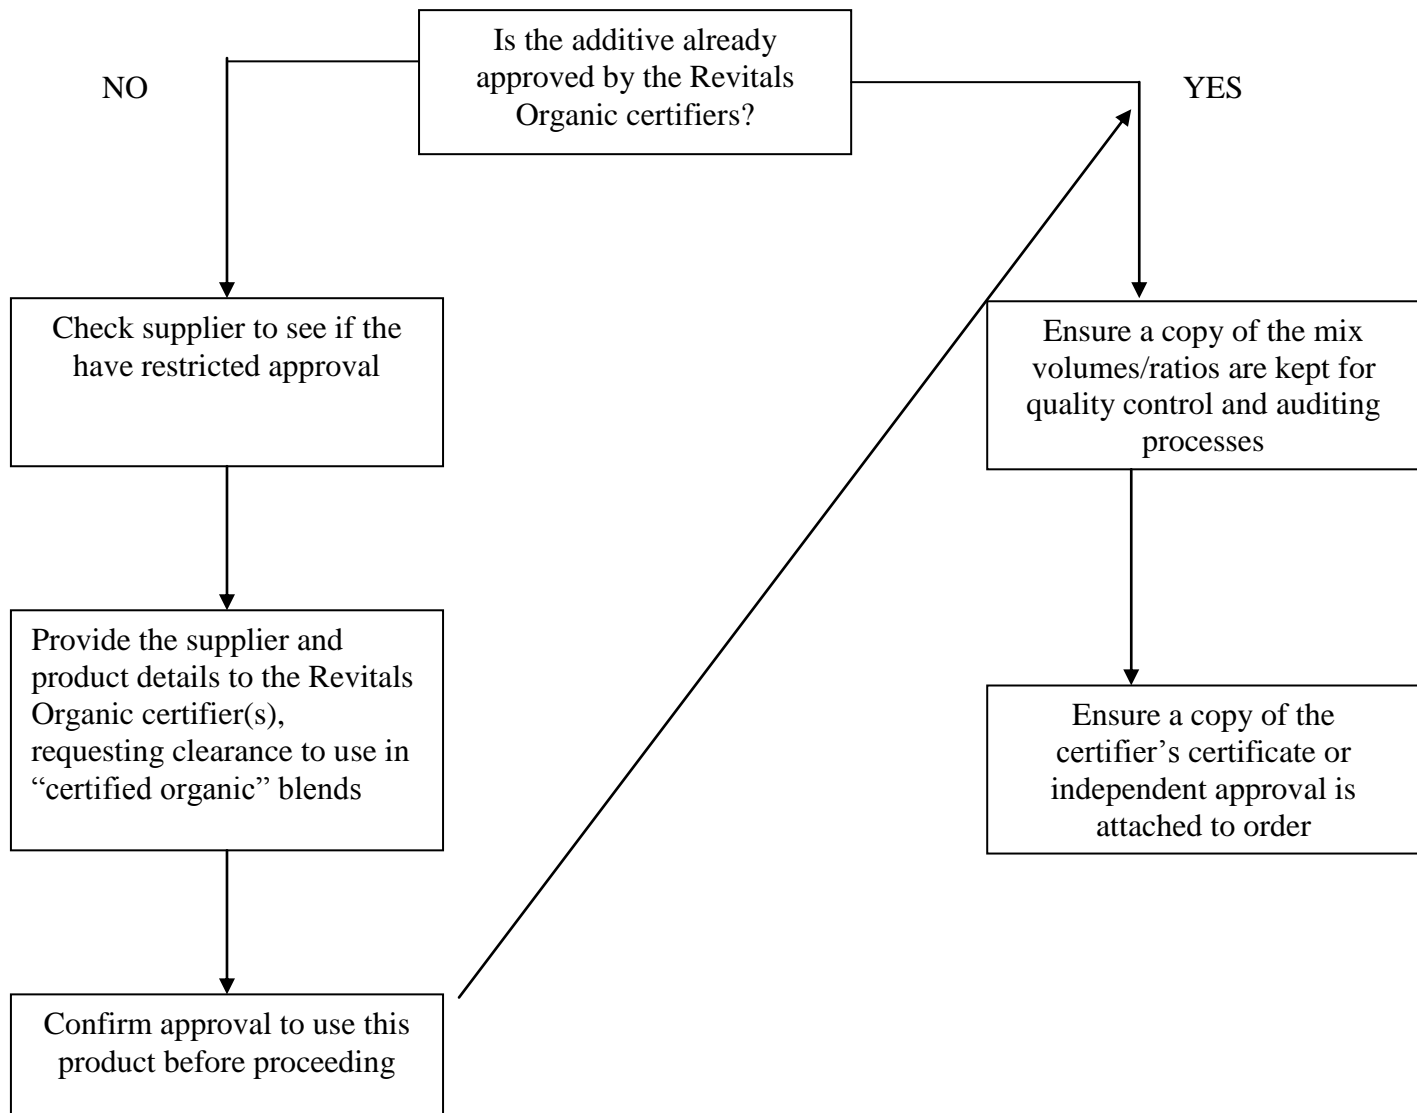 Is the additive already
approved by the Revitals
Organic certifiers?
NO
YES
Check supplier to see if the
have restricted approval
Ensure a copy of the mix
volumes/ratios are kept for
quality control and auditing
processes
Provide the supplier and
product details to the Revitals
Organic certifier(s),
requesting clearance to use in
“certified organic” blends
Ensure a copy of the
certifier’s certificate or
independent approval is
attached to order
Confirm approval to use this
product before proceeding